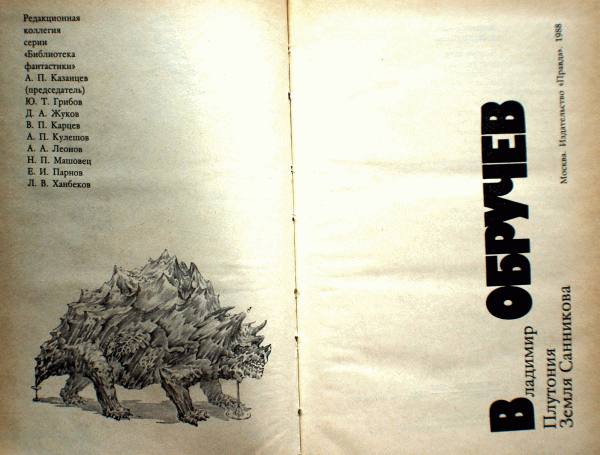 Редакционная
коллегия
серии
«Библиотека
фантастики»
А. П. Казанцев
(председатель)
Ю. Т. Грибов
Д. А. Жуков
В. П. Карцев
А. П. Кулешов
А. А. Леонов
Н. П. Машовец
Е. И. Парнов
Л. В. Ханбеков
Владимир ОБРУЧЕВ
Плутония
Земля Санникова
Москва. Издательство «Правда». 1988